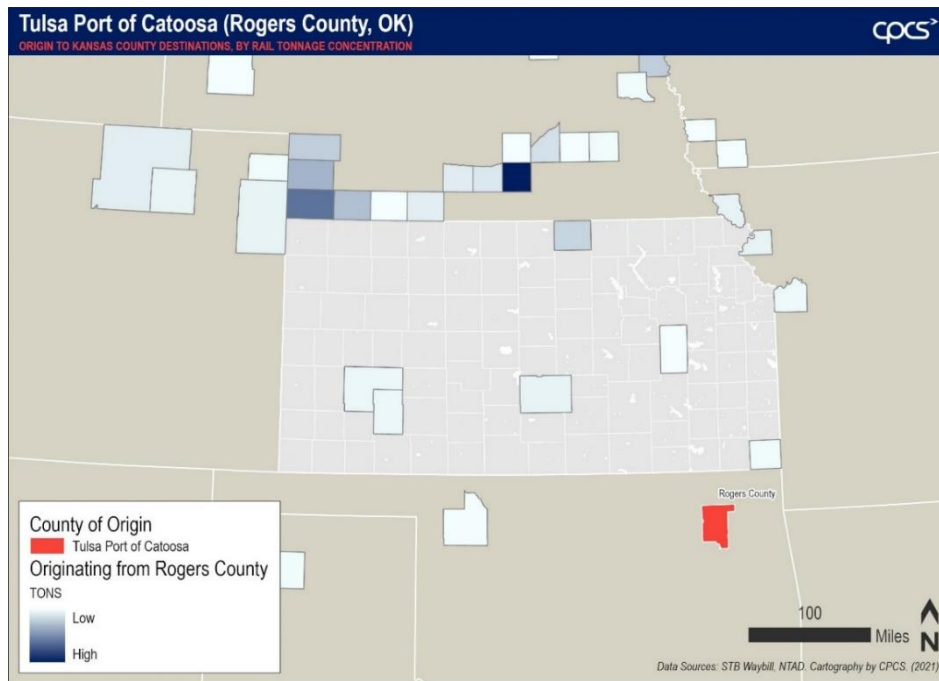 Tulsa Port of Catoosa (Rogers County, OK)
ORIGIN TO KANSAS COUNTY DESTINATIONS, BY RAIL TONNAGE CONCENTRATION
cpcs
Rogers County
County of Origin
Tulsa Port of Catoosa
Originating from Rogers County
TONS
Low
High
100
Miles
N
Data Sources: STB Waybill, NTAD. Cartography by CPCS. (2021)